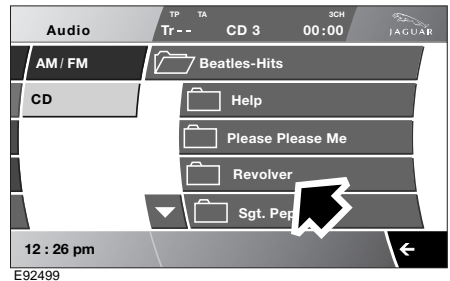 TP TA 3CH
Audio Tr-- CD 3 00:00 JAGUAR
AM/FM Beatles-Hits
CD Help
Please Please Me
Revolver
Sgt. Pep
12 : 26 pm
E92499